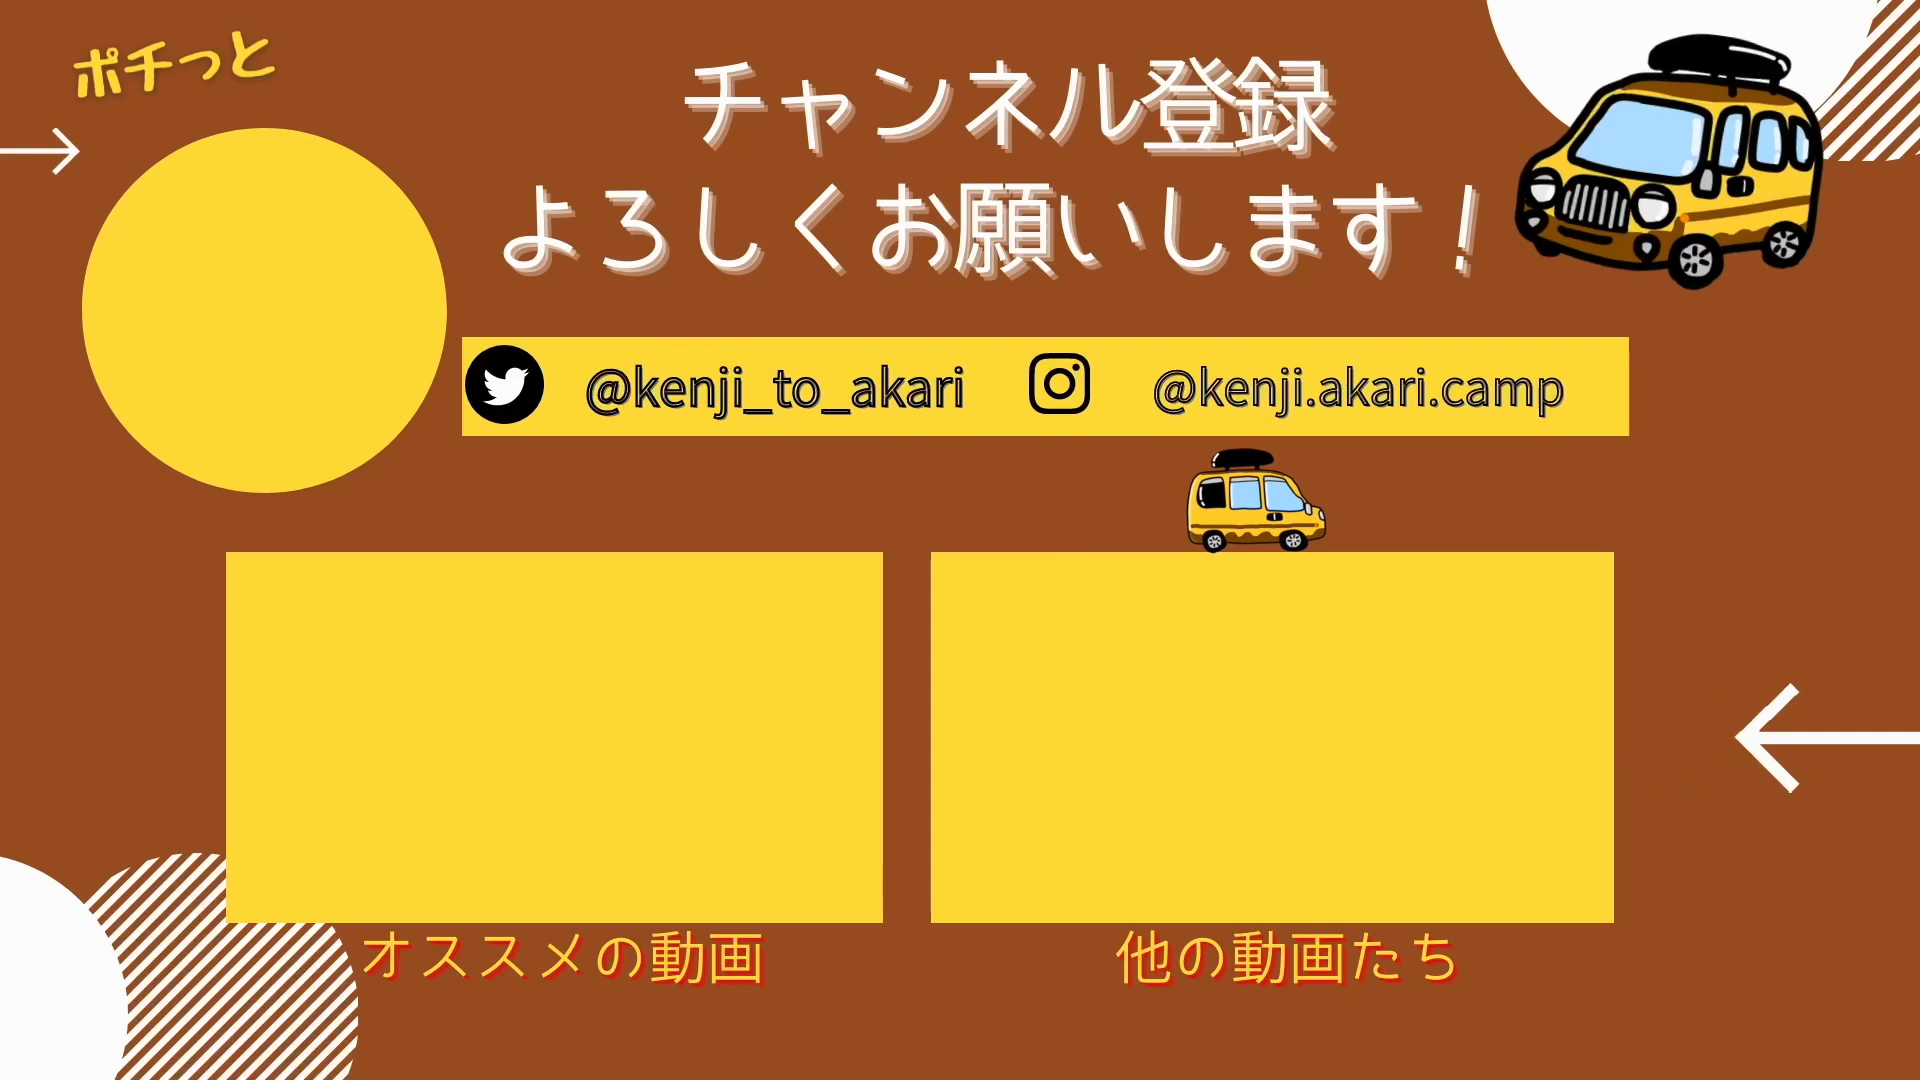 ポチっと
チャンネル登録
よろしくお願いします!
@kenji_to_akari
@kenji.akari.camp
オススメの動画
他の動画たち